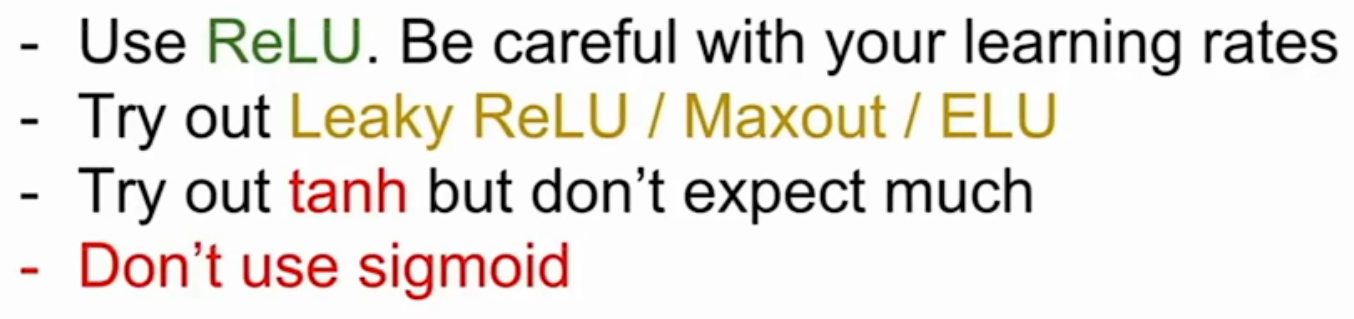 - Use ReLU. Be careful with your learning rates
- Try out Leaky ReLU / Maxout / ELU
- Try out tanh but don’t expect much
- Don’t use sigmoid